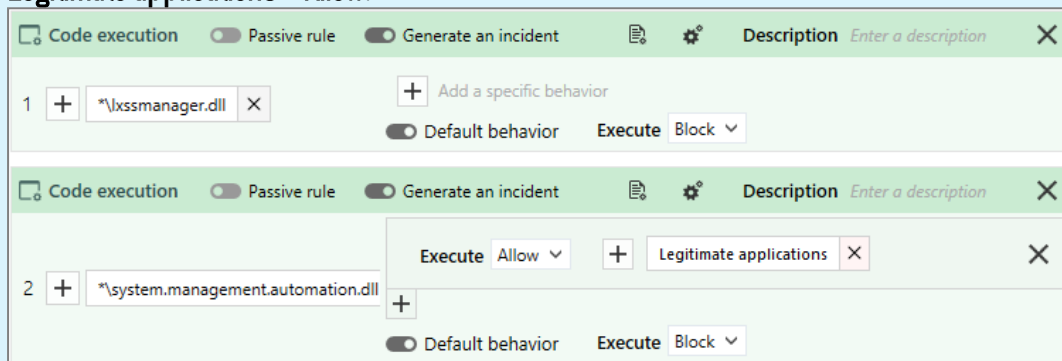 Code execution Passive rule Generate an incident Description Enter a description
1 *\lxssmanager.dll Add a specific behavior
Default behavior Execute Block
Code execution Passive rule Generate an incident Description Enter a description
Execute Allow Legitimate applications
2 *\system.management.automation.dll
Default behavior Execute Block